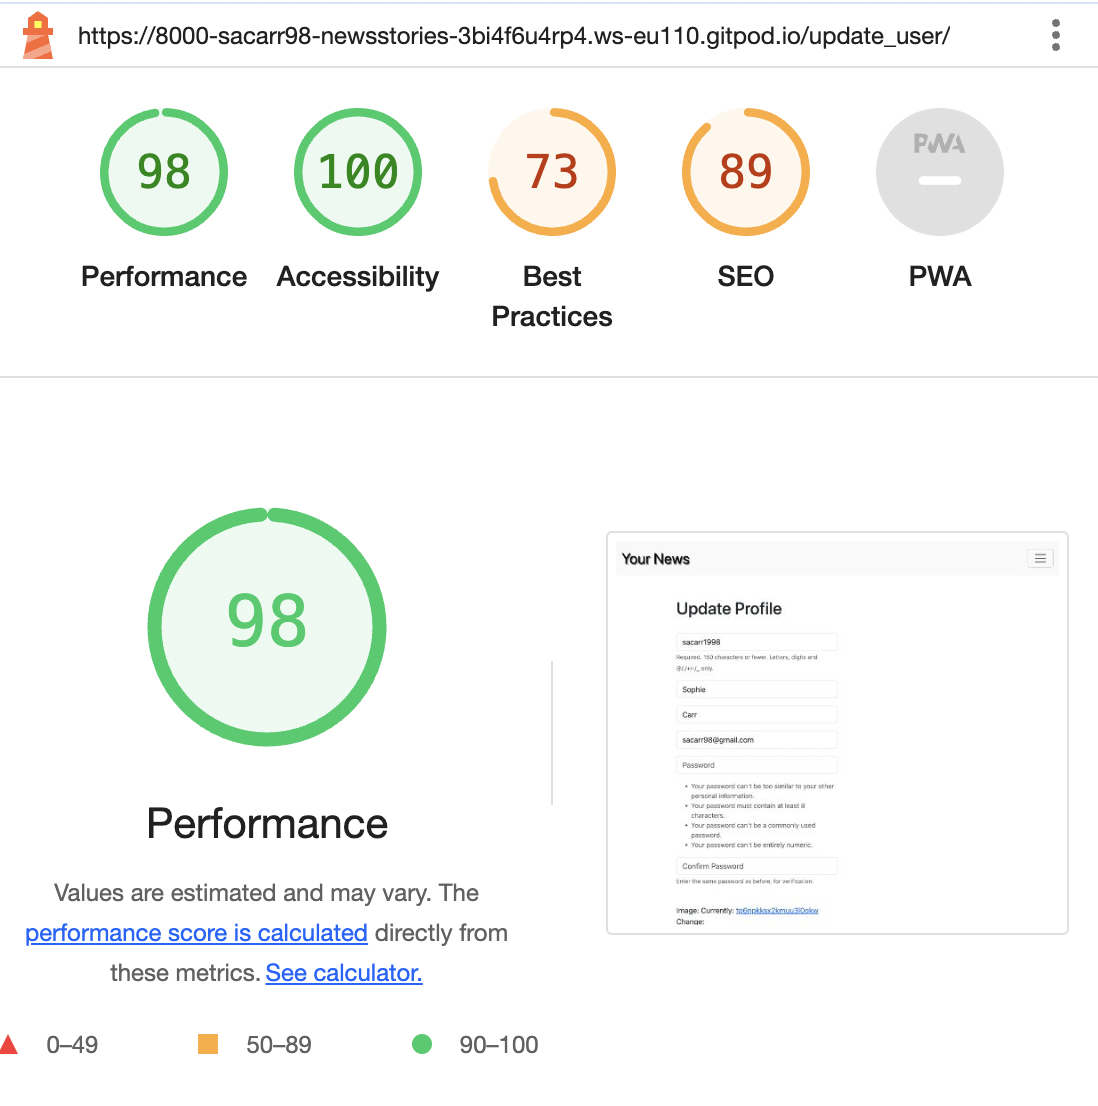 https://8000-sacarr98-newsstories-3bi4f6u4rp4.ws-eu110.gitpod.io/update_user/
98
100
73
89
PWA
Performance
Accessibility
Best
Practices
SEO
PWA
98
Performance
Values are estimated and may vary. The
performance score is calculated directly from
these metrics. See calculator.
0–49
50–89
90–100
Your News
Update Profile
sacarr1998
Required. 150 characters or fewer. Letters, digits and
@/./+/-/_ only.
Sophie
Carr
sacarr98@gmail.com
Password
• Your password can't be too similar to your other
personal information.
• Your password must contain at least 8
characters.
• Your password can't be a commonly used
password.
• Your password can't be entirely numeric.
Confirm Password
Enter the same password as before, for verification.
Image: Currently:
Change: